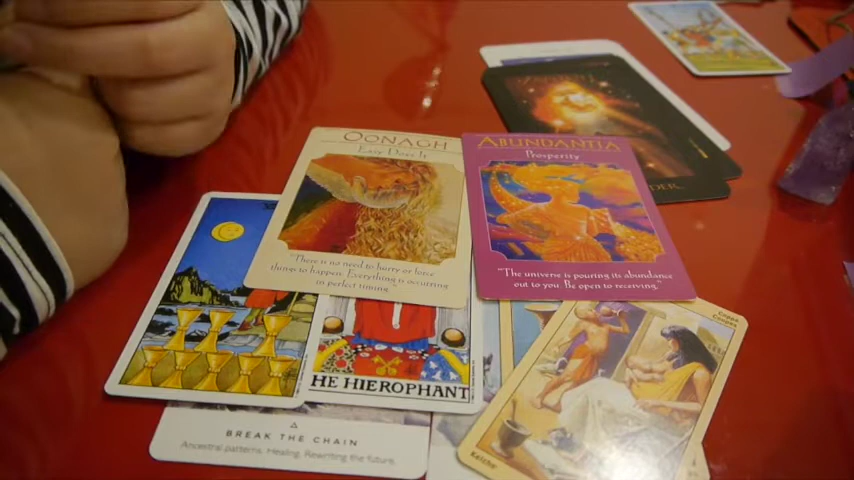 OONAGH
Easy Does It
"There is no need to hurry or force
things to happen. Everything is occurring
in perfect timing."
ABUNDANTIA
Prosperity
"The universe is pouring its abundance
out to you. Be open to receiving."
HE HIEROPHANT
BREAK THE CHAIN
Ancestral patterns. Healing. Rewriting the future.
Coppe
Kelche